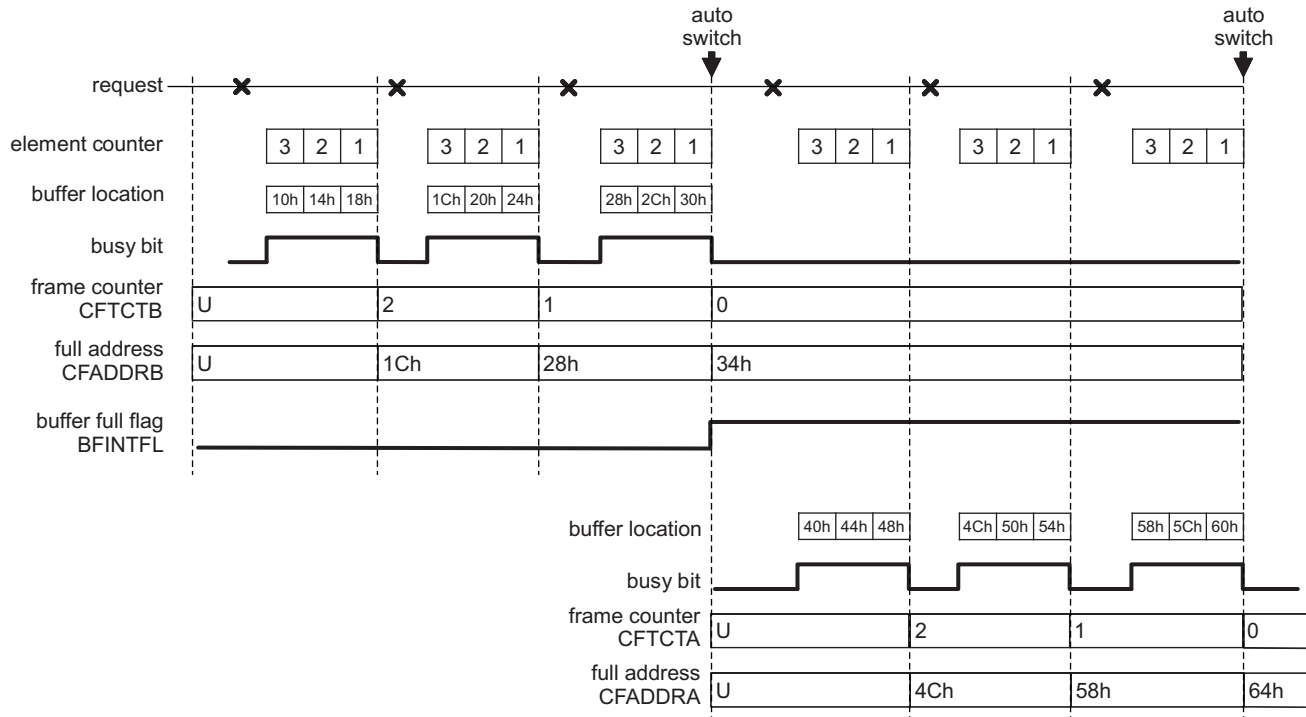 auto auto
switch switch
request
element counter 3 2 1 3 2 1 3 2 1 3 2 1 3 2 1 3 2 1
buffer location 10h 14h 18h 1Ch 20h 24h 28h 2Ch 30h
busy bit
frame counter
CFTCTB U 2 1 0
full address
CFADDRB U 1Ch 28h 34h
buffer full flag
BFINTFL
buffer location 40h 44h 48h 4Ch 50h 54h 58h 5Ch 60h
busy bit
frame counter
CFTCTA U 2 1 0
full address
CFADDRA U 4Ch 58h 64h